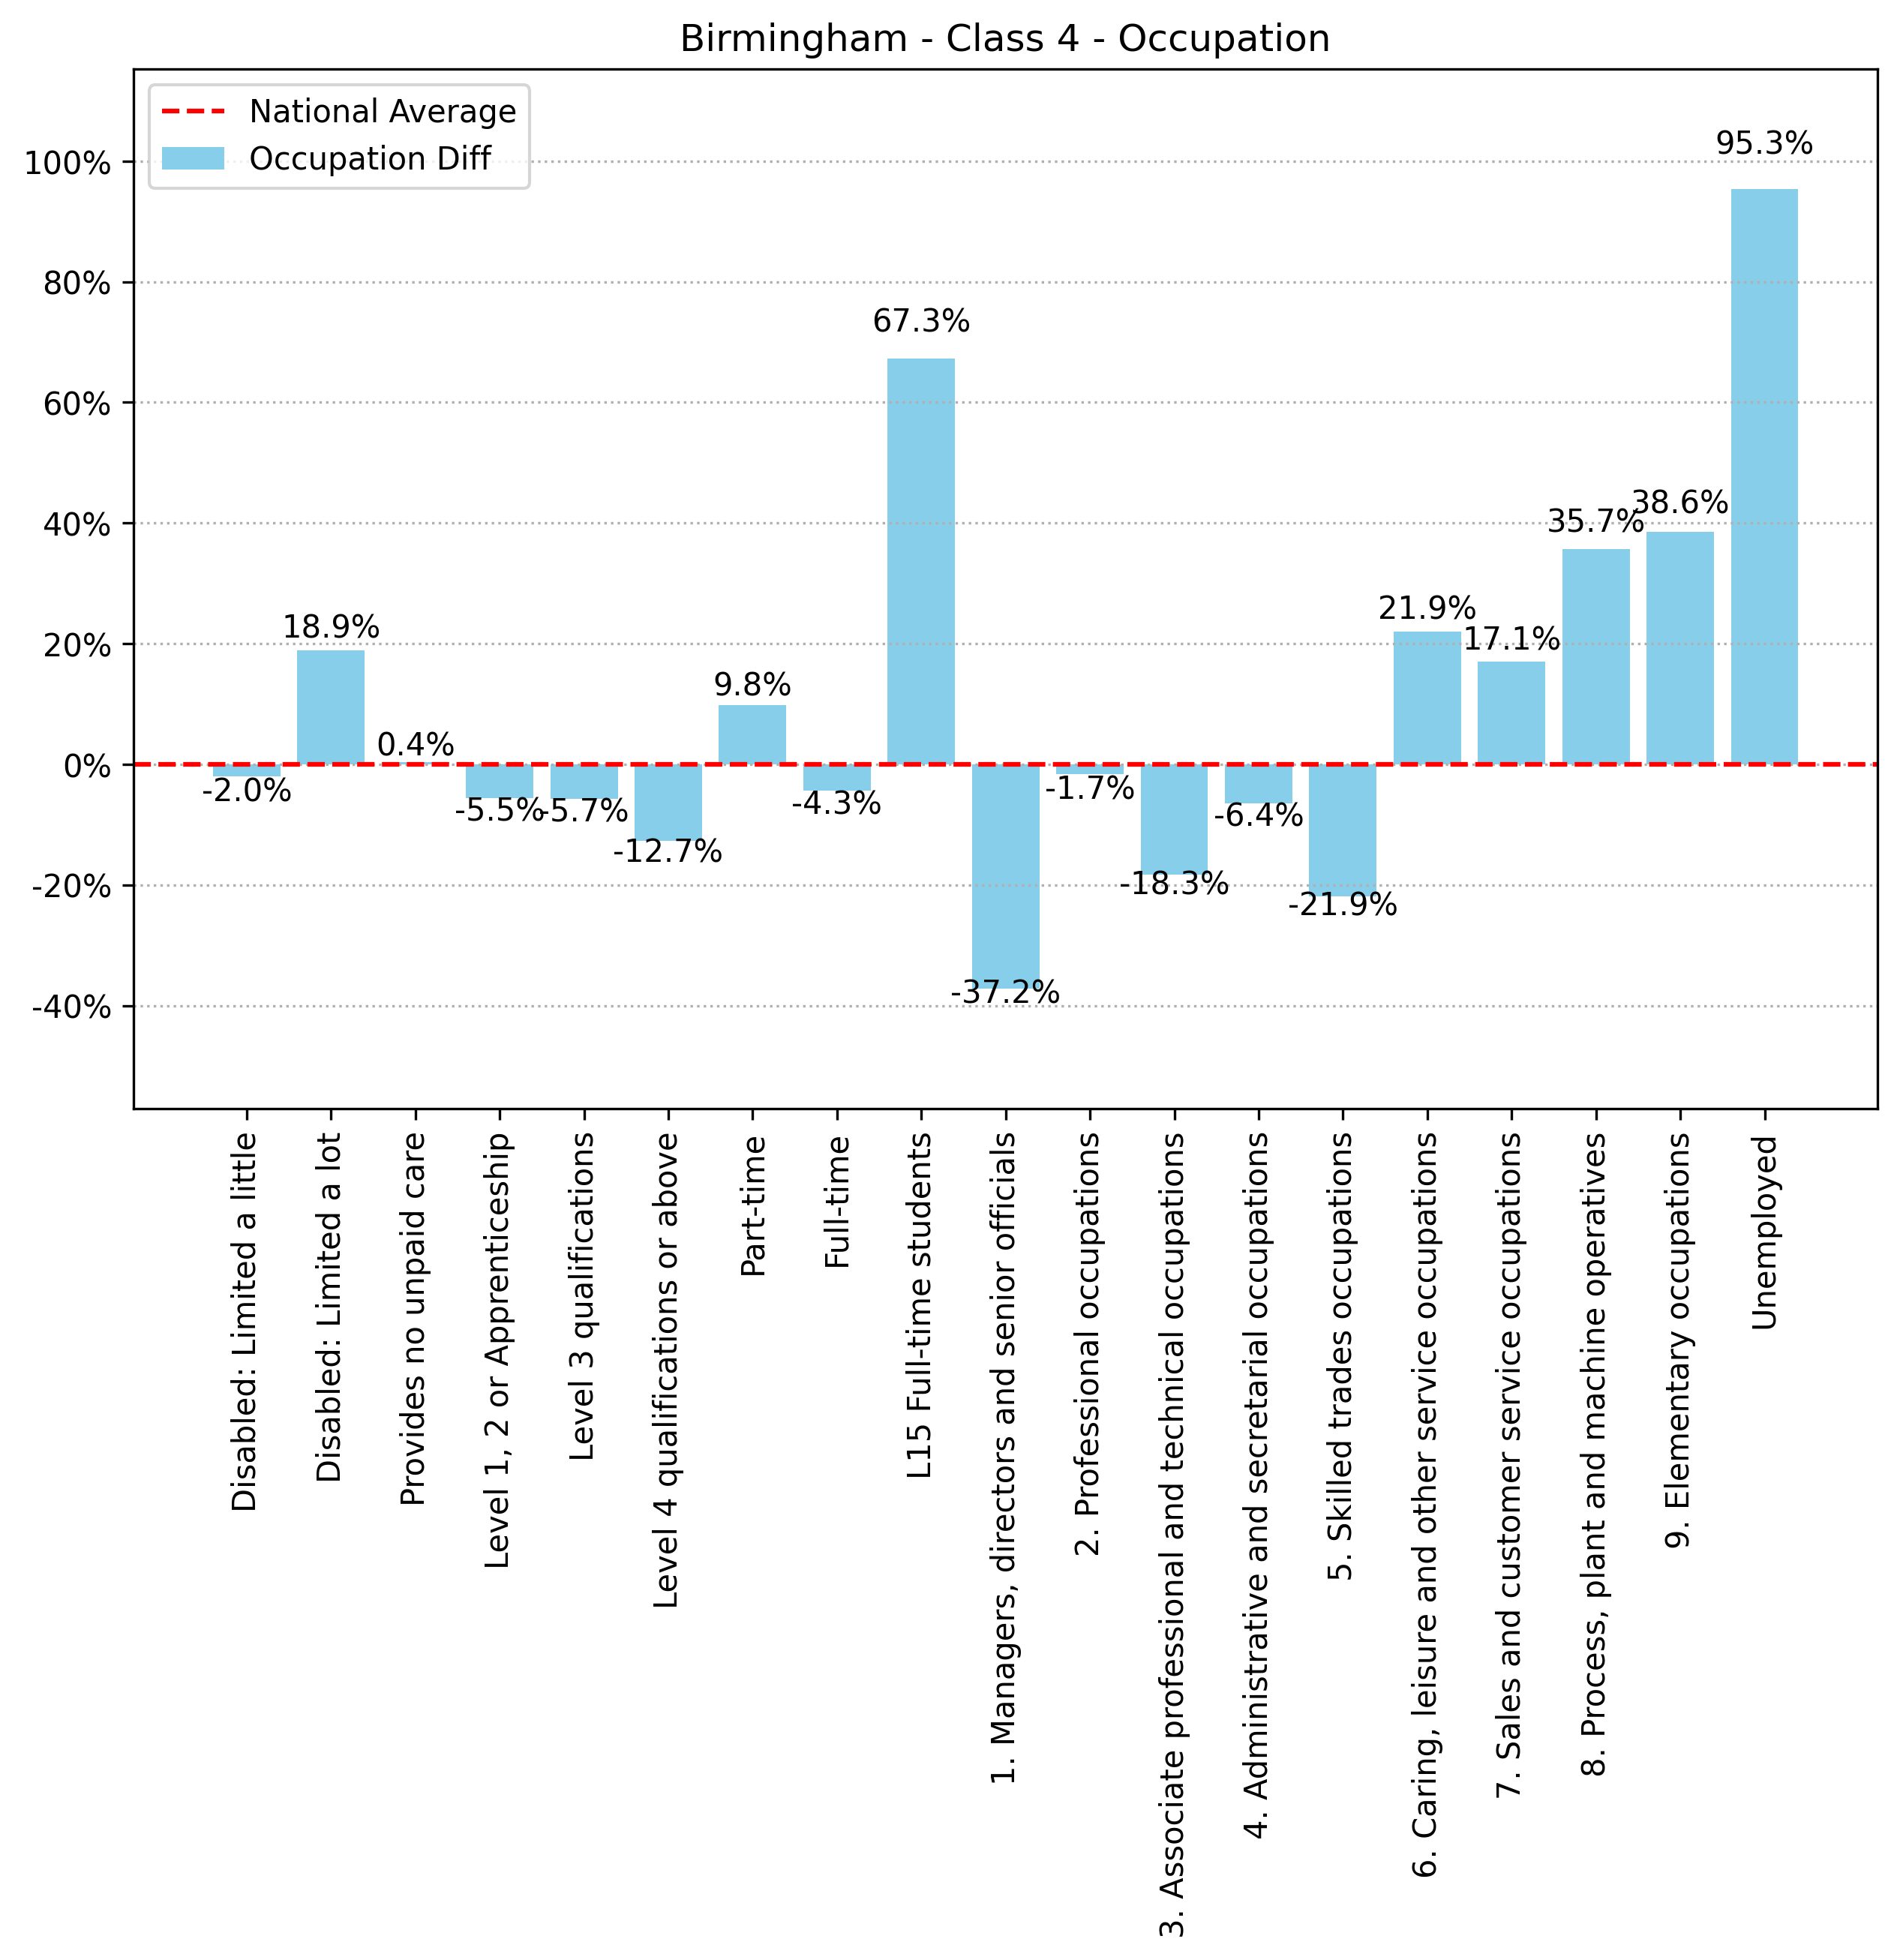 Birmingham - Class 4 - Occupation
National Average
Occupation Diff
100%
80%
60%
40%
20%
0%
-20%
-40%
-2.0%
18.9%
0.4%
-5.5%
-5.7%
-12.7%
9.8%
-4.3%
67.3%
-37.2%
-1.7%
-18.3%
-6.4%
-21.9%
21.9%
17.1%
35.7%
38.6%
95.3%
Disabled: Limited a little
Disabled: Limited a lot
Provides no unpaid care
Level 1, 2 or Apprenticeship
Level 3 qualifications
Level 4 qualifications or above
Part-time
Full-time
L15 Full-time students
1. Managers, directors and senior officials
2. Professional occupations
3. Associate professional and technical occupations
4. Administrative and secretarial occupations
5. Skilled trades occupations
6. Caring, leisure and other service occupations
7. Sales and customer service occupations
8. Process, plant and machine operatives
9. Elementary occupations
Unemployed